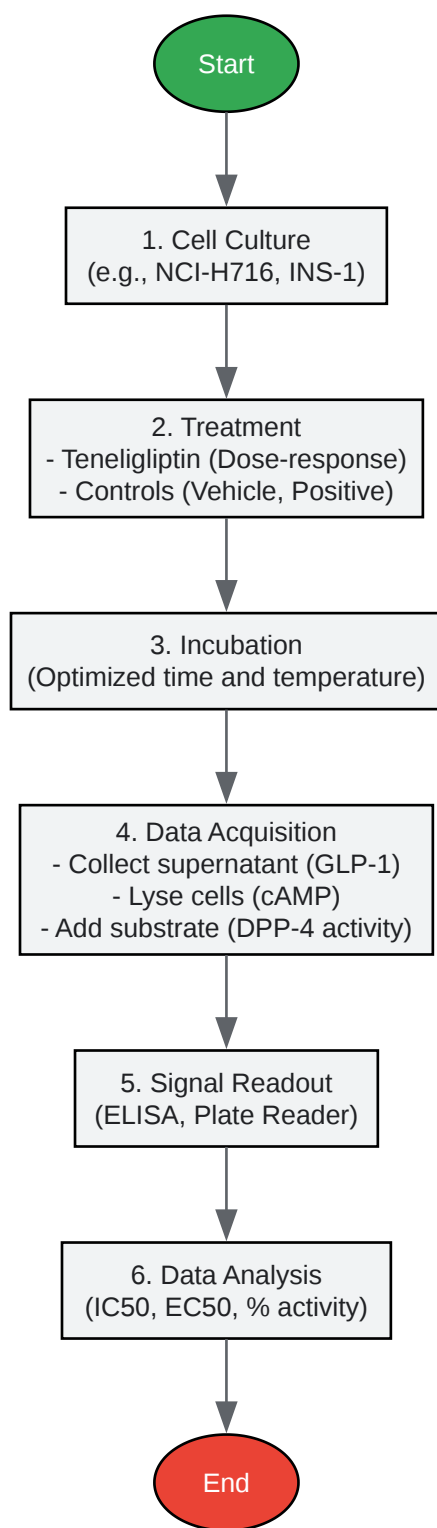 Start
1. Cell Culture
(e.g., NCI-H716, INS-1)
2. Treatment
- Teneligliptin (Dose-response)
- Controls (Vehicle, Positive)
3. Incubation
(Optimized time and temperature)
4. Data Acquisition
- Collect supernatant (GLP-1)
- Lyse cells (cAMP)
- Add substrate (DPP-4 activity)
5. Signal Readout
(ELISA, Plate Reader)
6. Data Analysis
(IC50, EC50, % activity)
End